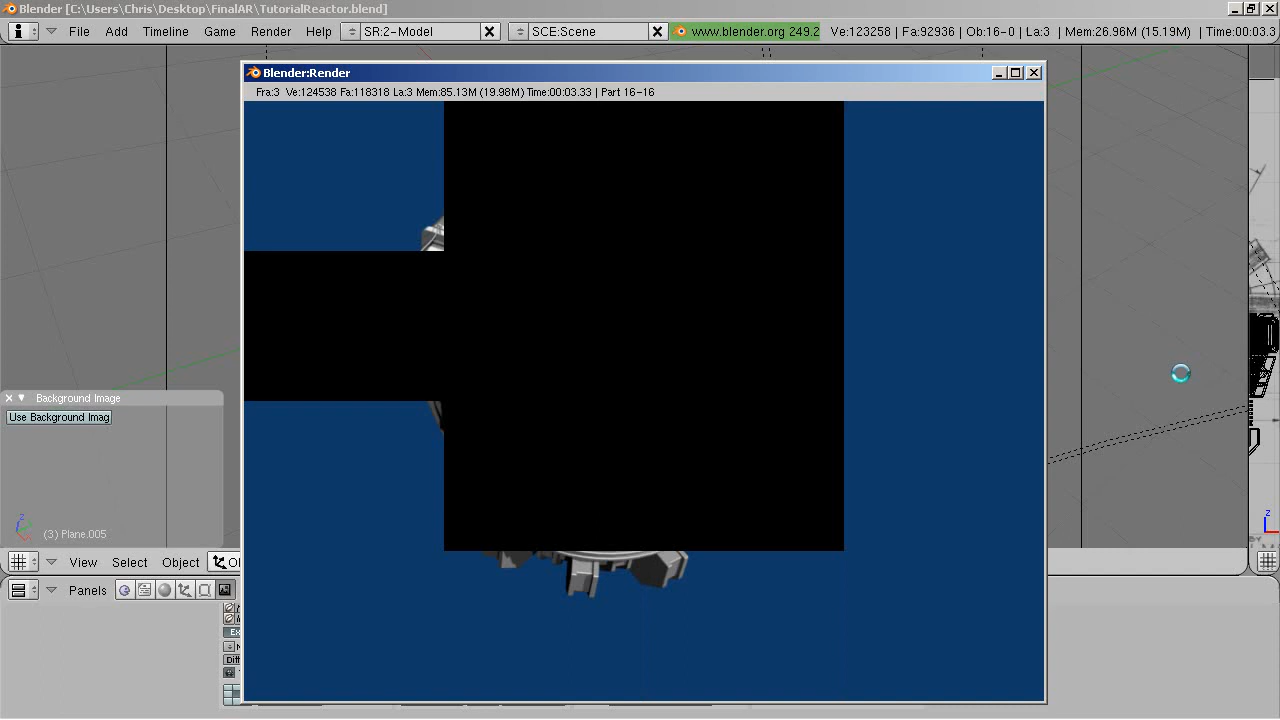 Blender [C:\Users\Chris\Desktop\FinalAR\TutorialReactor.blend]
File Add Timeline Game Render Help SR:2-Model SCE:Scene www.blender.org 249.2 Ve:123258 | Fa:92936 | Ob:16-0 | La:3 | Mem:26.96M (15.19M) | Time:00:03.3
Blender:Render
Fra:3 Ve:124538 Fa:118318 La:3 Mem:85.13M (19.98M) Time:00:03.33 | Part 16-16
Background Image
Use Background Imag
z
(3) Plane.005
Z
View Select Object
Panels
Ex
Diff